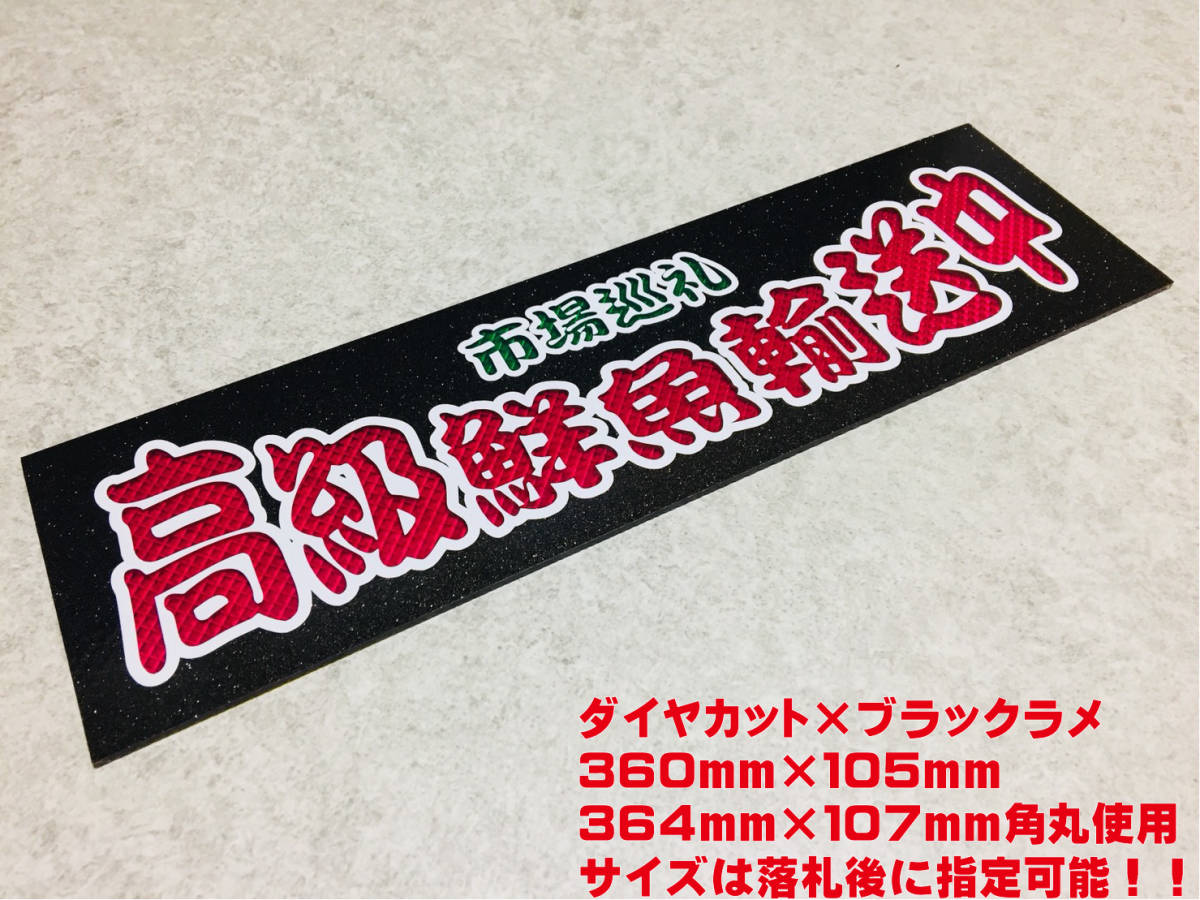 市場巡礼
高級鮮魚輸送中
ダイヤカット×ブラックラメ
360mm×105mm
364mm×107mm角丸使用
サイズは落札後に指定可能！！